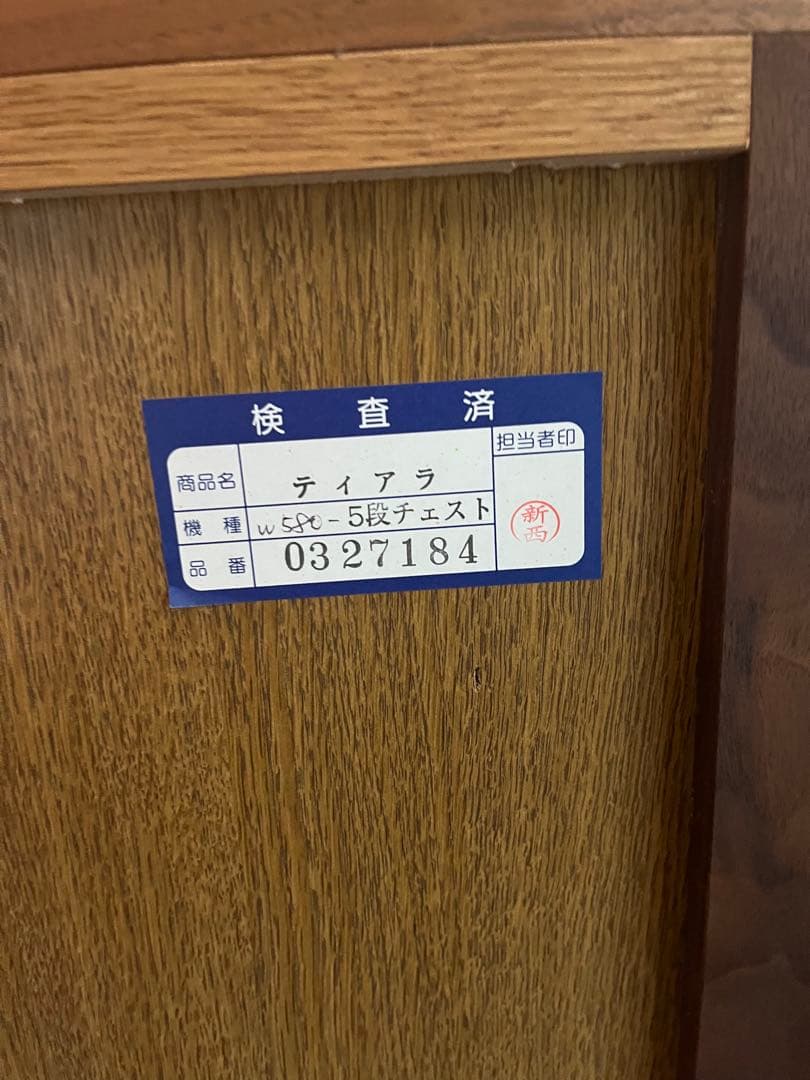 検査済
商品名 ティアラ
機種 W580-5段チェスト
品番 0327184
担当者印
新西